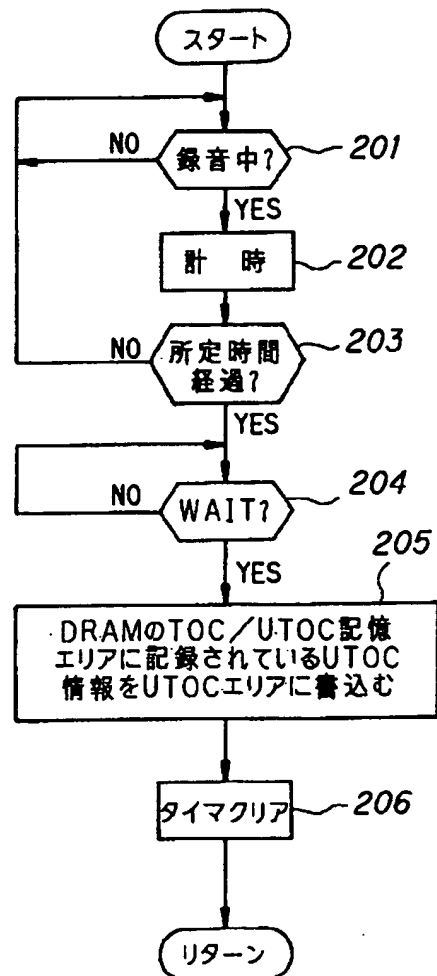 スタート
NO
録音中?
201
YES
計 時
202
NO
所定時間
経過?
203
YES
NO
WAIT?
204
YES
205
DRAMのTOC/UTOC記憶
エリアに記録されているUTOC
情報をUTOCエリアに書込む
タイマクリア
206
リターン